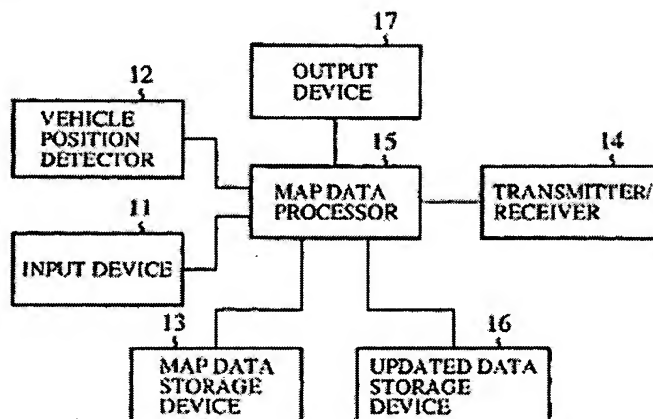 17
OUTPUT
DEVICE
12
VEHICLE
POSITION
DETECTOR
15
MAP DATA
PROCESSOR
14
TRANSMITTER/
RECEIVER
11
INPUT DEVICE
13
MAP DATA
STORAGE
DEVICE
16
UPDATED DATA
STORAGE
DEVICE